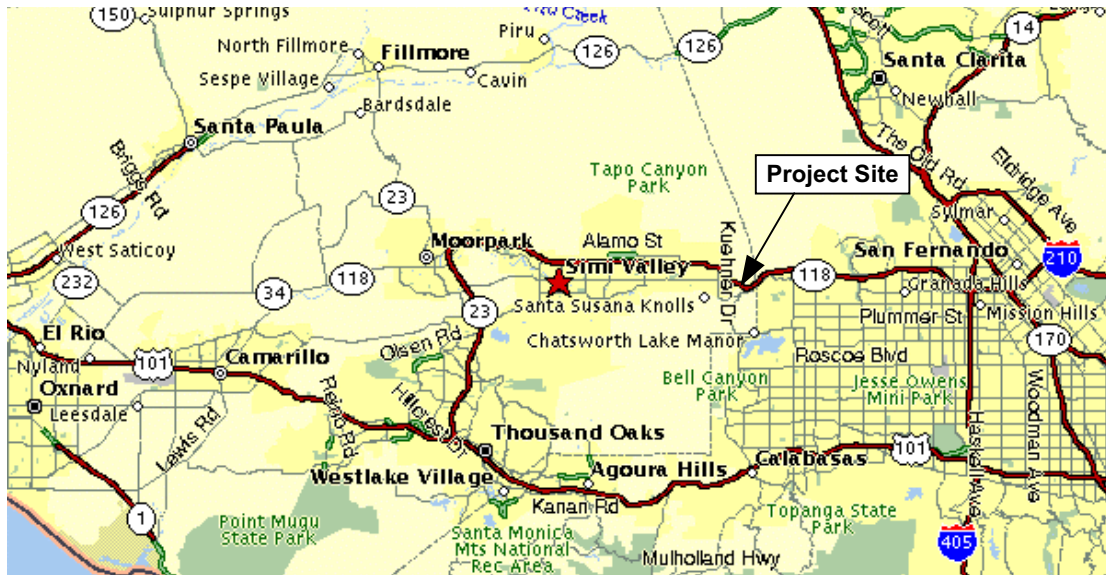 150
Sulphur Springs
Creek
Piru
126
126
North Fillmore
Fillmore
Sespe Village
Cavin
Bardsdale
Santa Paula
Briggs Rd
126
West Saticoy
232
23
14
Santa Clarita
Newhall
The Old Rd
Eldridge Ave
Sylmar
Tapo Canyon
Park
Project Site
Moorpark
Alamo St
Simi Valley
Kuehner Dr
118
San Fernando
210
Granada Hills
118
34
23
Santa Susana Knolls
Plummer St
Mission Hills
El Rio
Nyland
101
Camarillo
Olsen Rd
Chatsworth Lake Manor
Roscoe Blvd
170
Oxnard
Leesdale
Lewis Rd
Reino Rd
Hillcrest Dr
Bell Canyon
Park
Jesse Owens
Mini Park
Woodman Ave
Haskell Ave
Thousand Oaks
101
Westlake Village
Agoura Hills
Calabasas
Kanan Rd
1
Point Mugu
State Park
Santa Monica
Mts National
Rec Area
Topanga State
Park
Mulholland Hwy
405